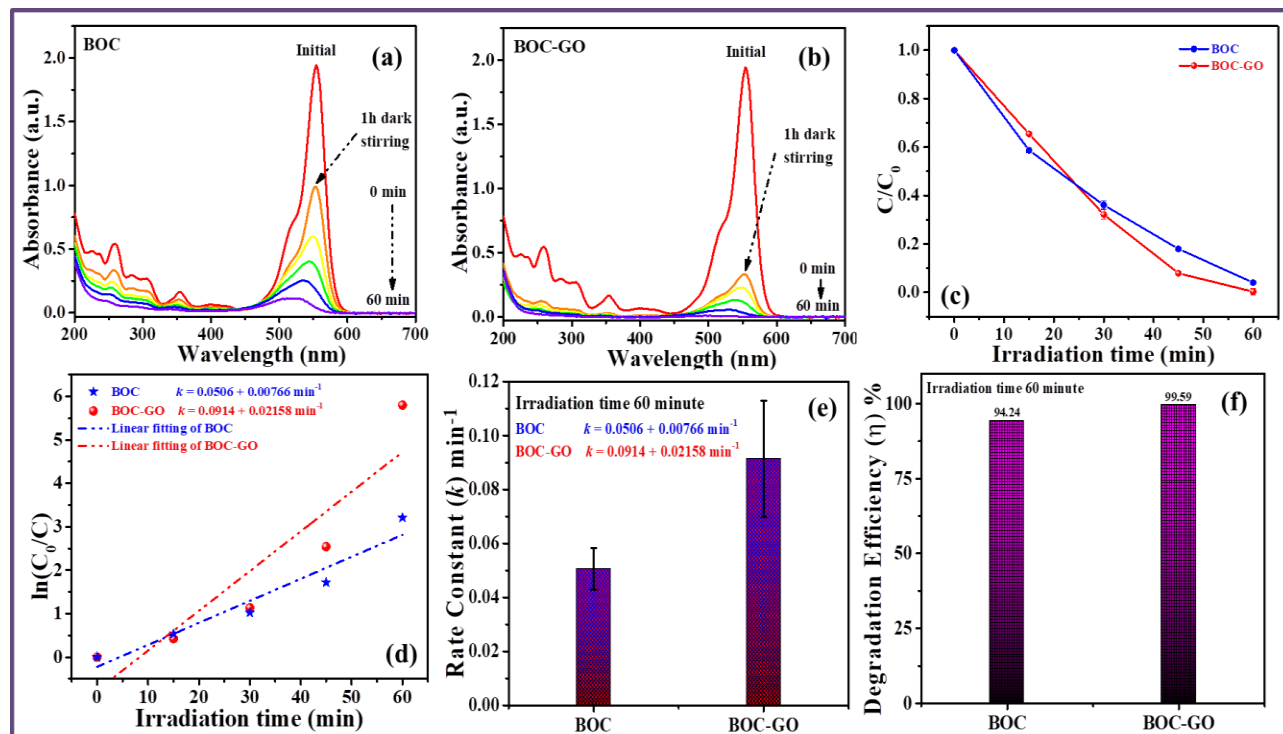 BOC
(a)
Initial
1h dark
stirring
0 min
60 min
2.0
1.5
1.0
0.5
0.0
Absorbance (a.u.)
200 300 400 500 600 700
Wavelength (nm)
BOC-GO
(b)
Initial
1h dark
stirring
0 min
60 min
2.0
1.5
1.0
0.5
0.0
Absorbance (a.u.)
200 300 400 500 600 700
Wavelength (nm)
BOC
BOC-GO
(c)
1.0
0.8
0.6
0.4
0.2
0.0
C/C0
0 10 20 30 40 50 60
Irradiation time (min)
BOC k = 0.0506 + 0.00766 min-1
BOC-GO k = 0.0914 + 0.02158 min-1
Linear fitting of BOC
Linear fitting of BOC-GO
(d)
6
5
4
3
2
1
0
ln(C0/C)
0 10 20 30 40 50 60
Irradiation time (min)
Irradiation time 60 minute
(e)
BOC k = 0.0506 + 0.00766 min-1
BOC-GO k = 0.0914 + 0.02158 min-1
0.12
0.10
0.08
0.06
0.04
0.02
0.00
Rate Constant (k) min-1
BOC BOC-GO
Irradiation time 60 minute
(f)
94.24
99.59
100
75
50
25
0
Degradation Efficiency (η) %
BOC BOC-GO